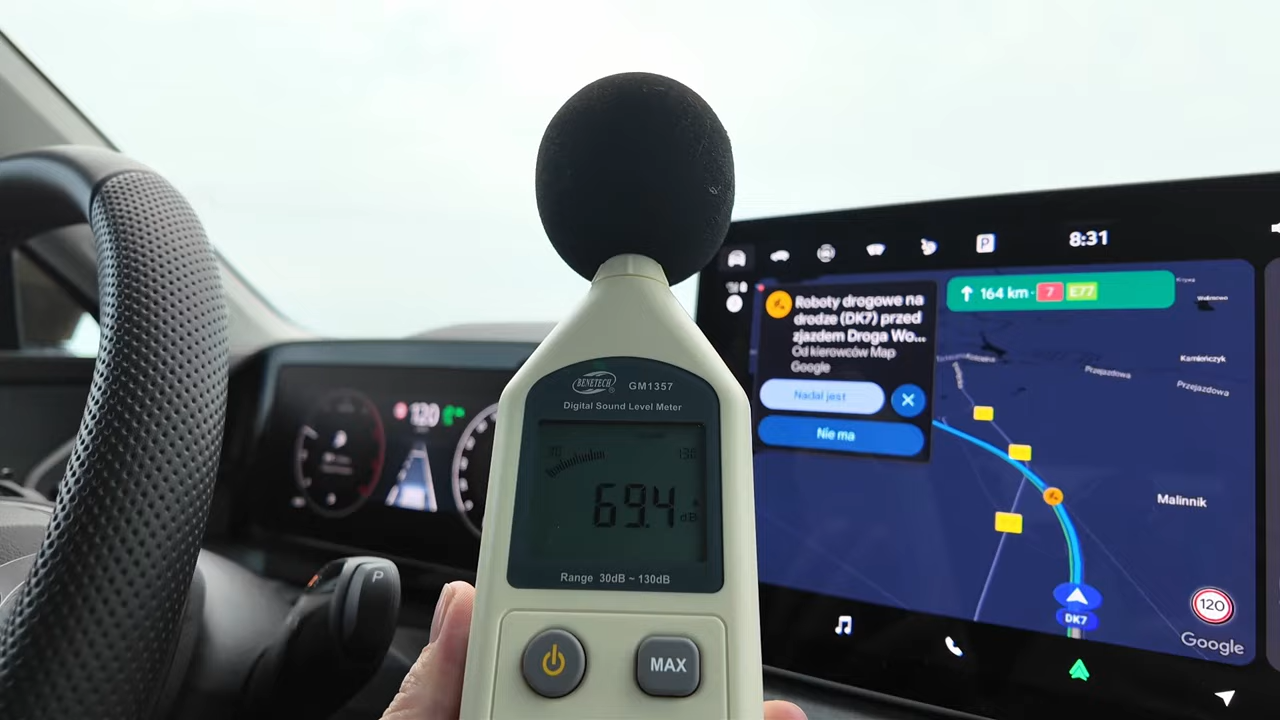 8:31
P
164 km · 7 E77
Roboty drogowe na
drodze (DK7) przed
zjazdem Droga Wo...
Od kierowców Map
Google
Nadal jest
Nie ma
Kamieńczyk
Przejazdowa
Przejazdowa
Malinnik
120
DK7
Google
120
P
BENETECH
GM1357
Digital Sound Level Meter
30
130
69.4
dB
Range 30dB ~ 130dB
MAX